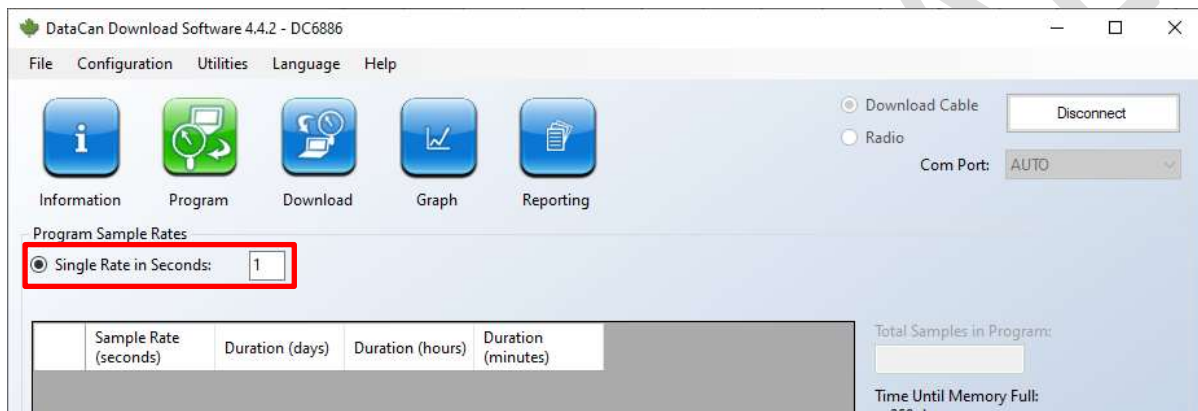 DataCan Download Software 4.4.2 - DC6886
File Configuration Utilities Language Help
Download Cable
Disconnect
Radio
Com Port: AUTO
Information Program Download Graph Reporting
Program Sample Rates
Single Rate in Seconds: 1
Sample Rate (seconds) Duration (days) Duration (hours) Duration (minutes)
Total Samples in Program:
Time Until Memory Full: